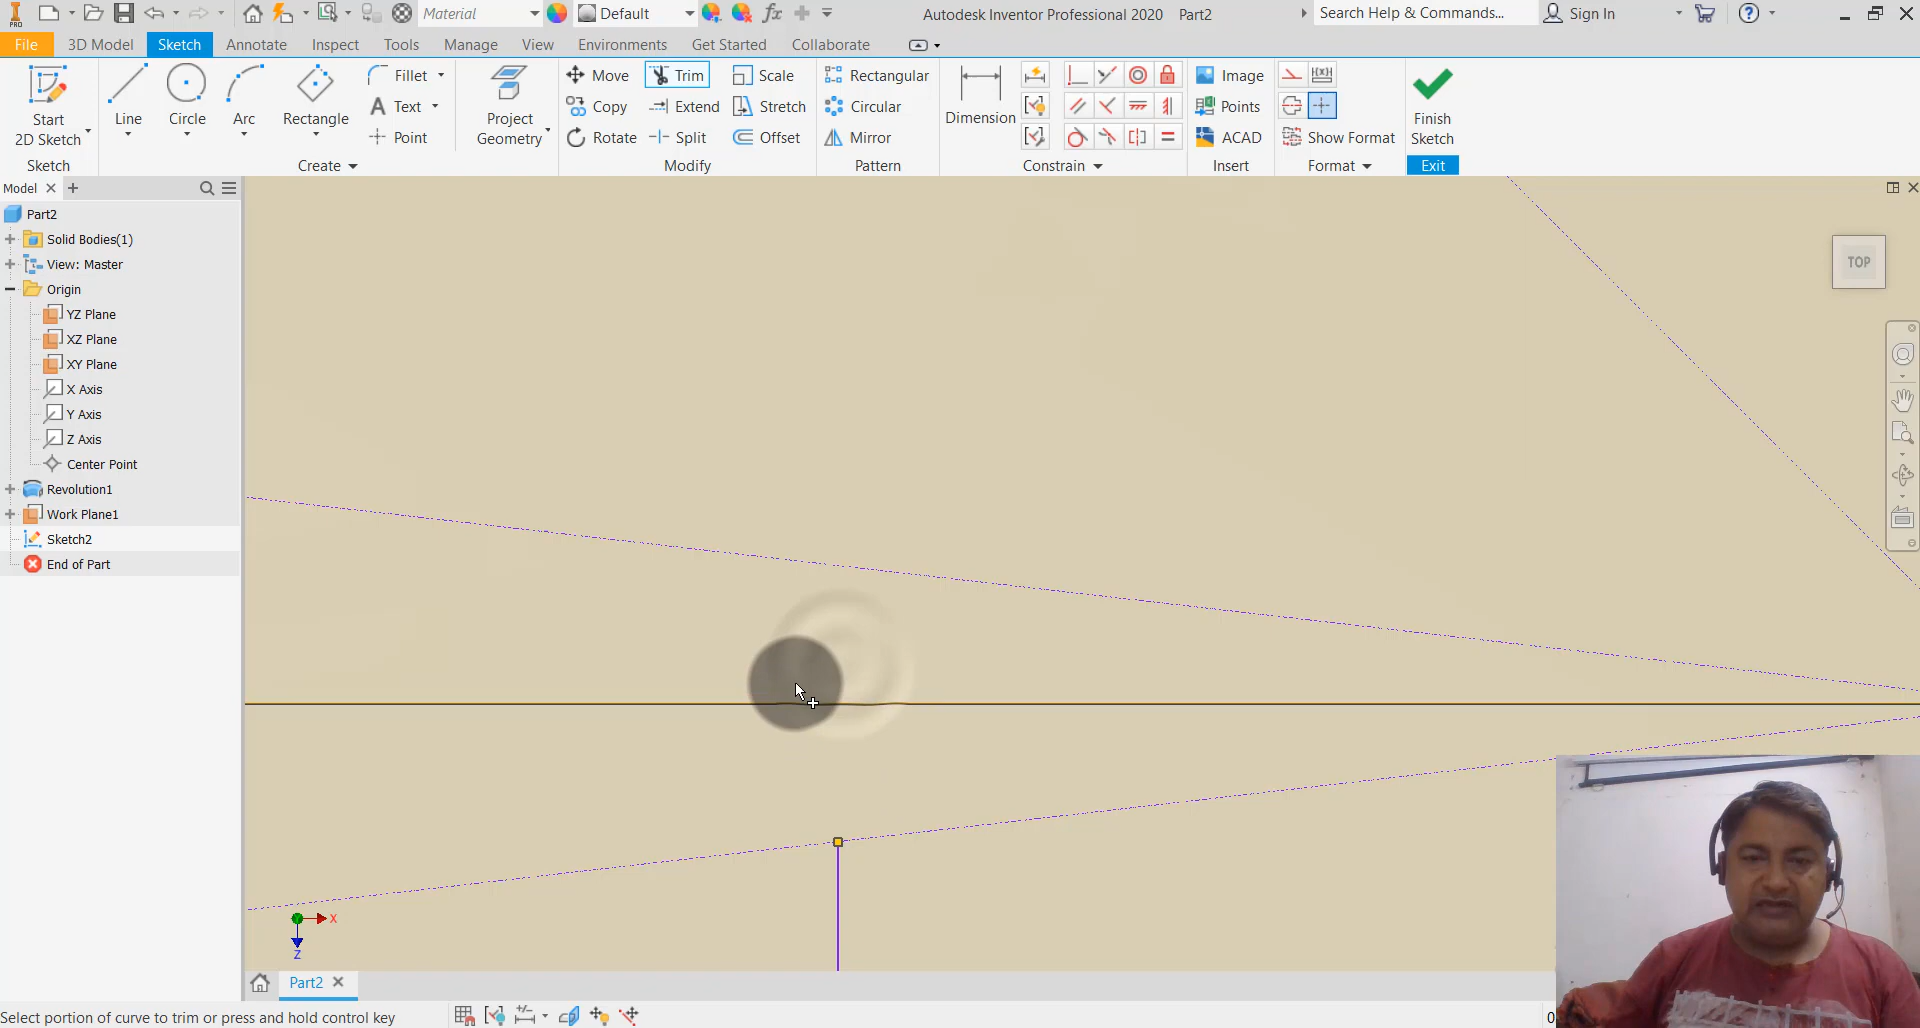 Material
Default
Autodesk Inventor Professional 2020 Part2
Search Help & Commands...
Sign In
File
3D Model
Sketch
Annotate
Inspect
Tools
Manage
View
Environments
Get Started
Collaborate
Start
2D Sketch
Line
Circle
Arc
Rectangle
Fillet
Text
Point
Project
Geometry
Move
Copy
Rotate
Trim
Extend
Split
Scale
Stretch
Offset
Rectangular
Circular
Mirror
Dimension
Image
Points
ACAD
Show Format
Finish
Sketch
Sketch
Create
Modify
Pattern
Constrain
Insert
Format
Exit
Model
Part2
Solid Bodies(1)
View: Master
Origin
YZ Plane
XZ Plane
XY Plane
X Axis
Y Axis
Z Axis
Center Point
Revolution1
Work Plane1
Sketch2
End of Part
TOP
X
Z
Part2
Select portion of curve to trim or press and hold control key